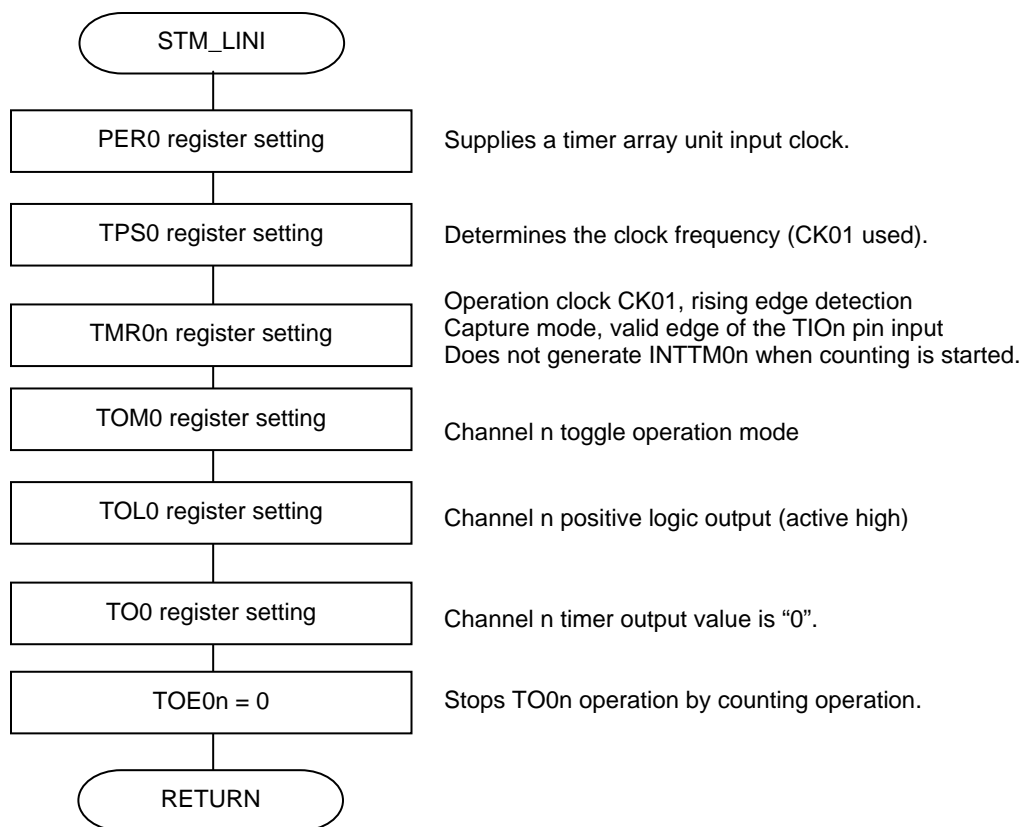 STM_LINI
PER0 register setting
Supplies a timer array unit input clock.
TPS0 register setting
Determines the clock frequency (CK01 used).
TMR0n register setting
Operation clock CK01, rising edge detection
Capture mode, valid edge of the TIOn pin input
Does not generate INTTM0n when counting is started.
TOM0 register setting
Channel n toggle operation mode
TOL0 register setting
Channel n positive logic output (active high)
TO0 register setting
Channel n timer output value is “0”.
TOE0n = 0
Stops TO0n operation by counting operation.
RETURN